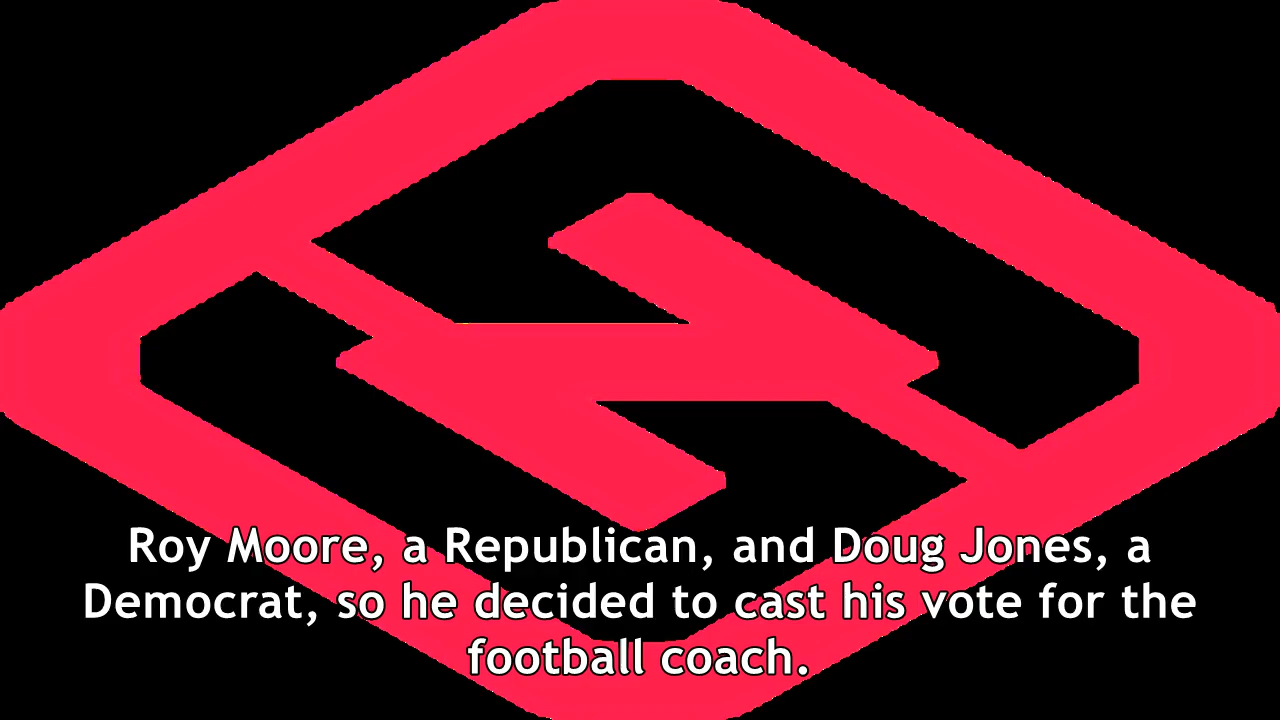 Roy Moore, a Republican, and Doug Jones, a
Democrat, so he decided to cast his vote for the
football coach.